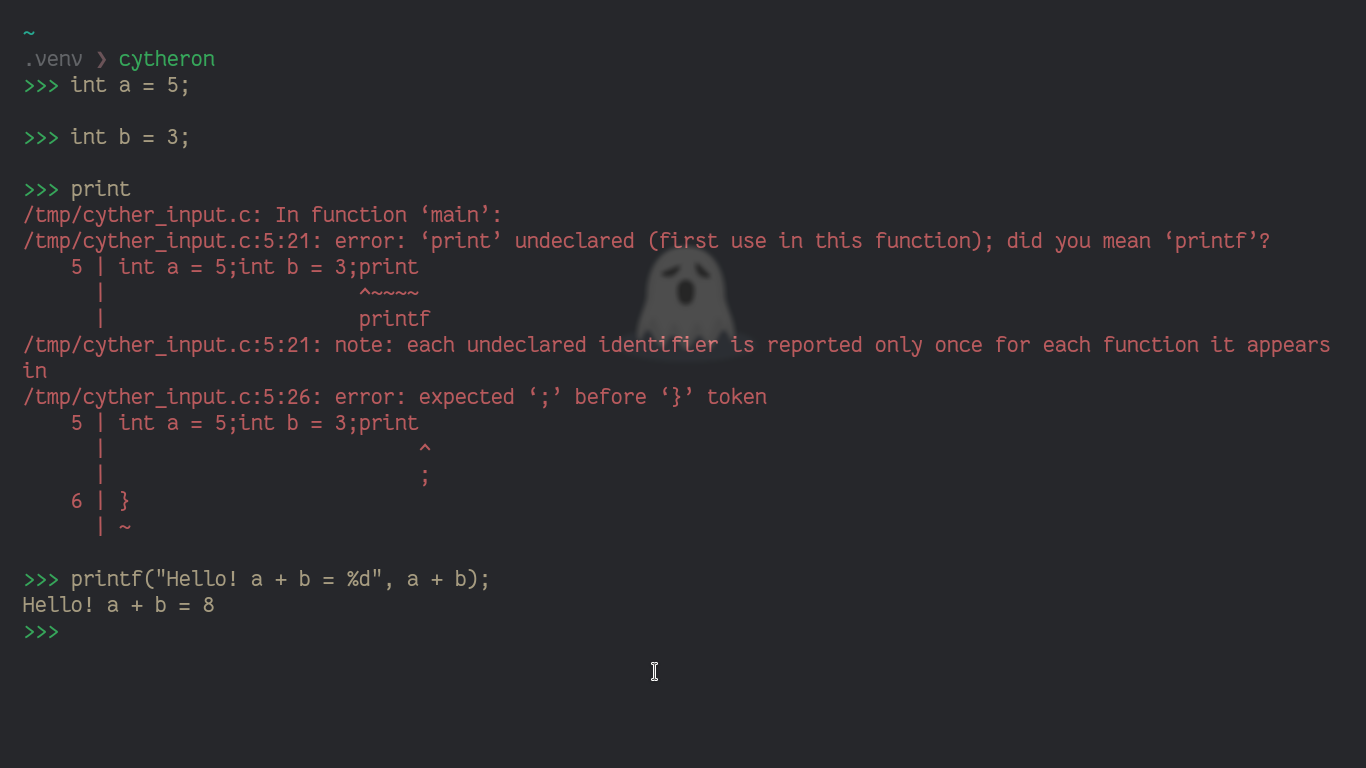 ~
.venv ❯ cytheron
>>> int a = 5;
>>> int b = 3;
>>> print
/tmp/cyther_input.c: In function ‘main’:
/tmp/cyther_input.c:5:21: error: ‘print’ undeclared (first use in this function); did you mean ‘printf’?
    5 | int a = 5;int b = 3;print
      |                     ^~~~~
      |                     printf
/tmp/cyther_input.c:5:21: note: each undeclared identifier is reported only once for each function it appears
in
/tmp/cyther_input.c:5:26: error: expected ‘;’ before ‘}’ token
    5 | int a = 5;int b = 3;print
      |                          ^
      |                          ;
    6 | }
      | ~
>>> printf("Hello! a + b = %d", a + b);
Hello! a + b = 8
>>>